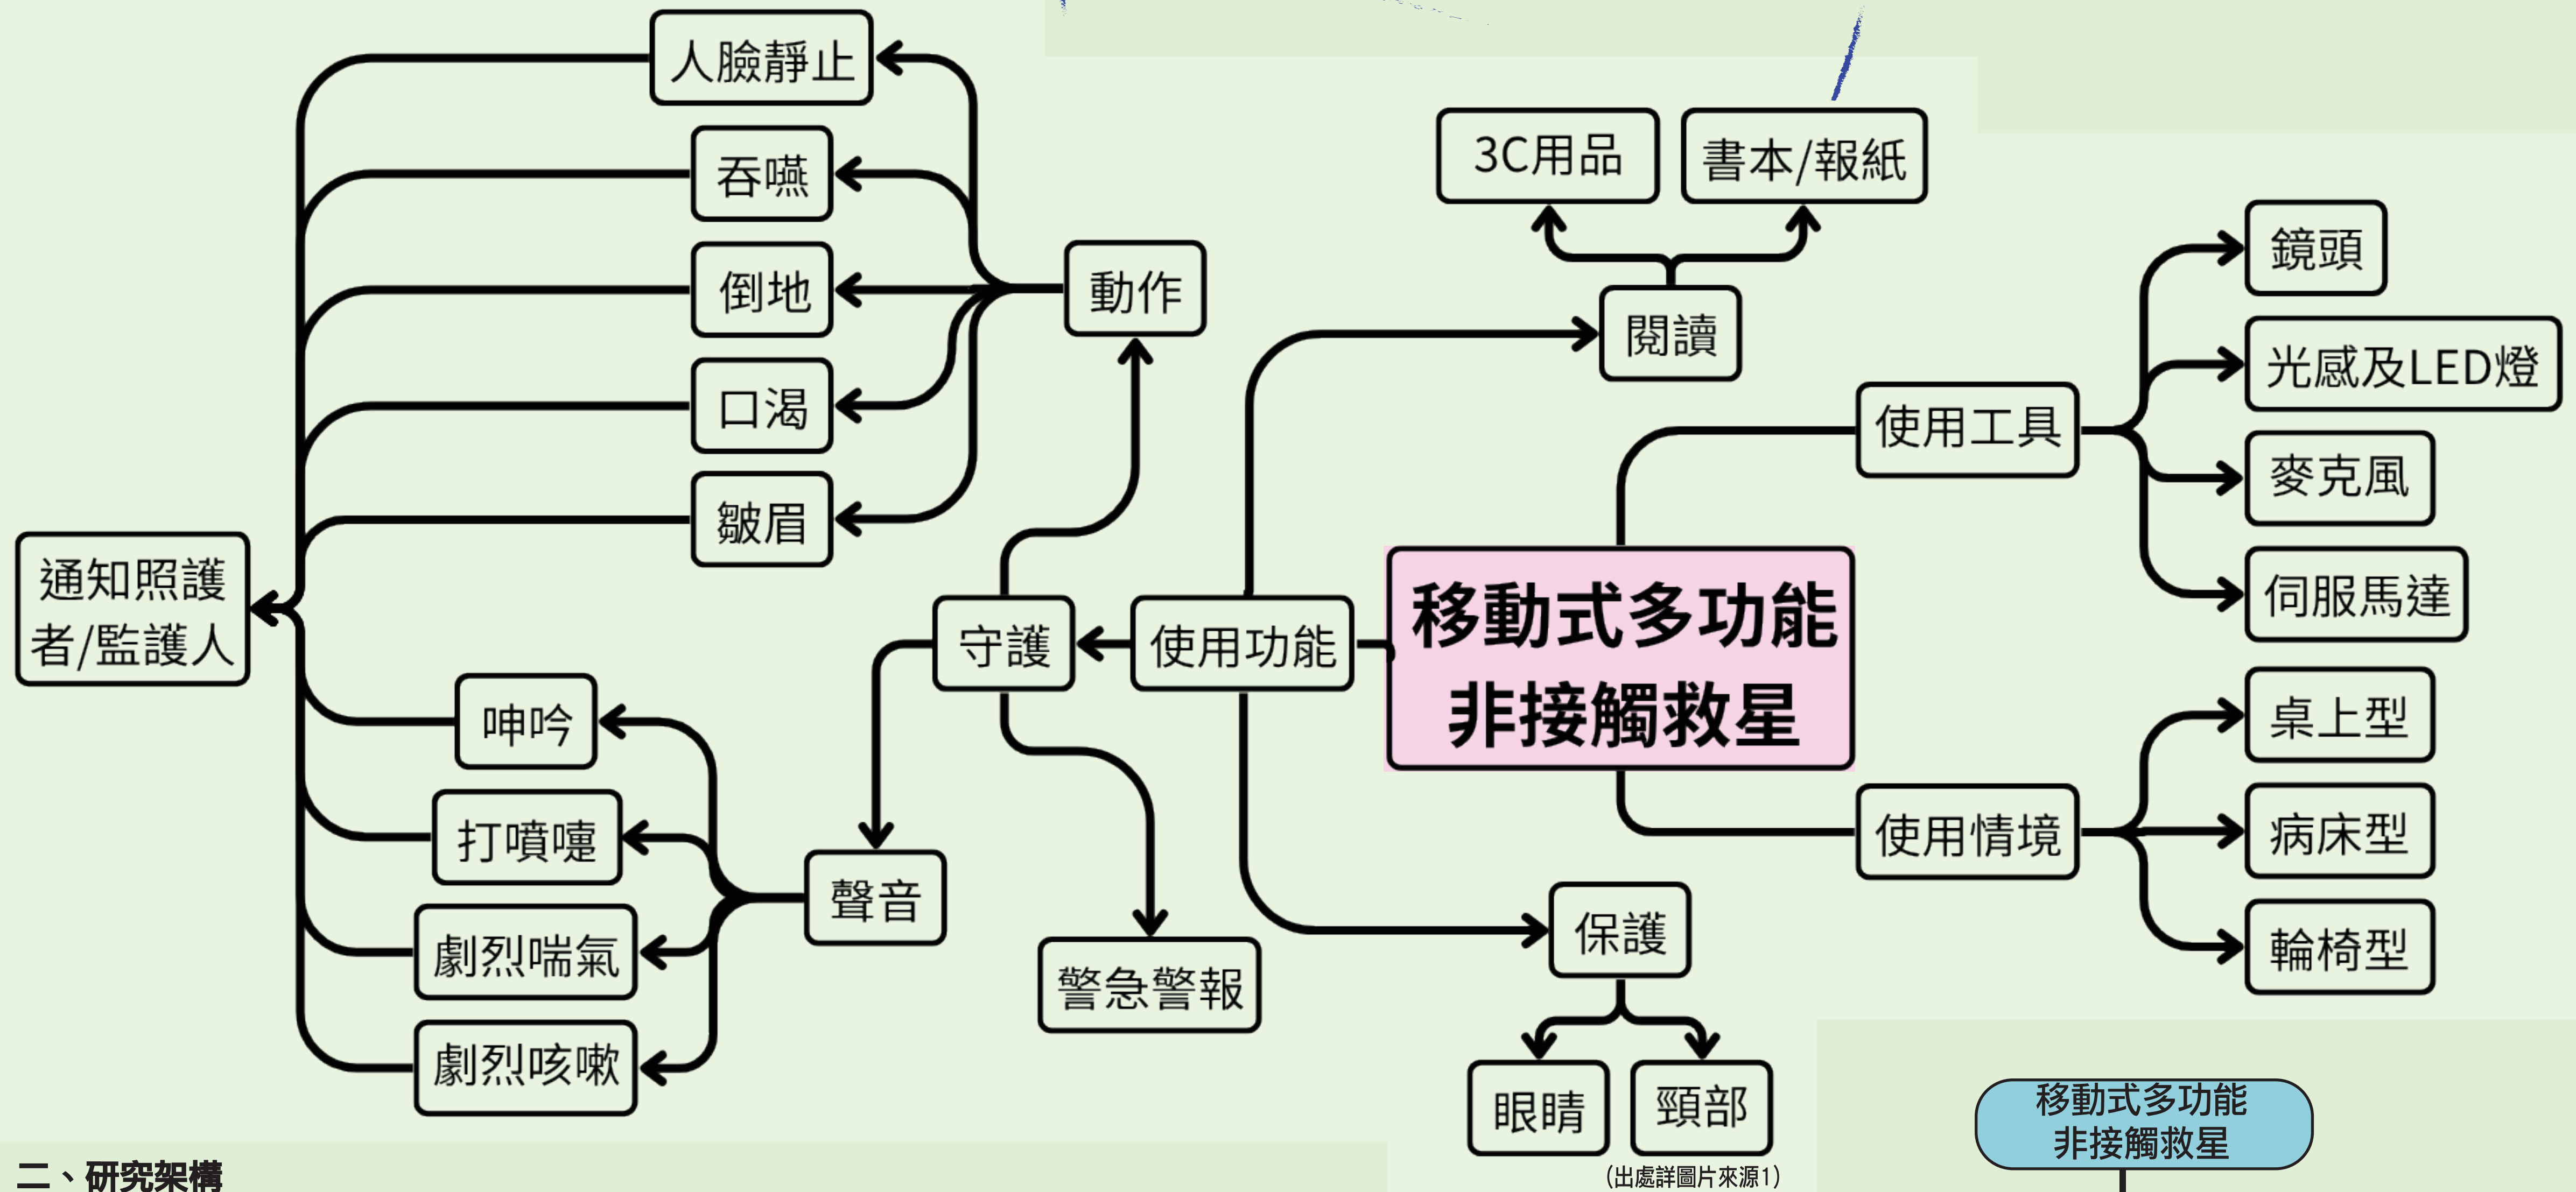 人臉靜止
吞嚥
倒地
口渴
皺眉
動作
3C用品
書本/報紙
閱讀
鏡頭
光感及LED燈
麥克風
伺服馬達
使用工具
通知照護
者/監護人
守護
使用功能
移動式多功能
非接觸救星
呻吟
打噴嚏
劇烈喘氣
劇烈咳嗽
聲音
警急警報
使用情境
桌上型
病床型
輪椅型
保護
眼睛
頸部
(出處詳圖片來源1)
移動式多功能
非接觸救星
二、研究架構